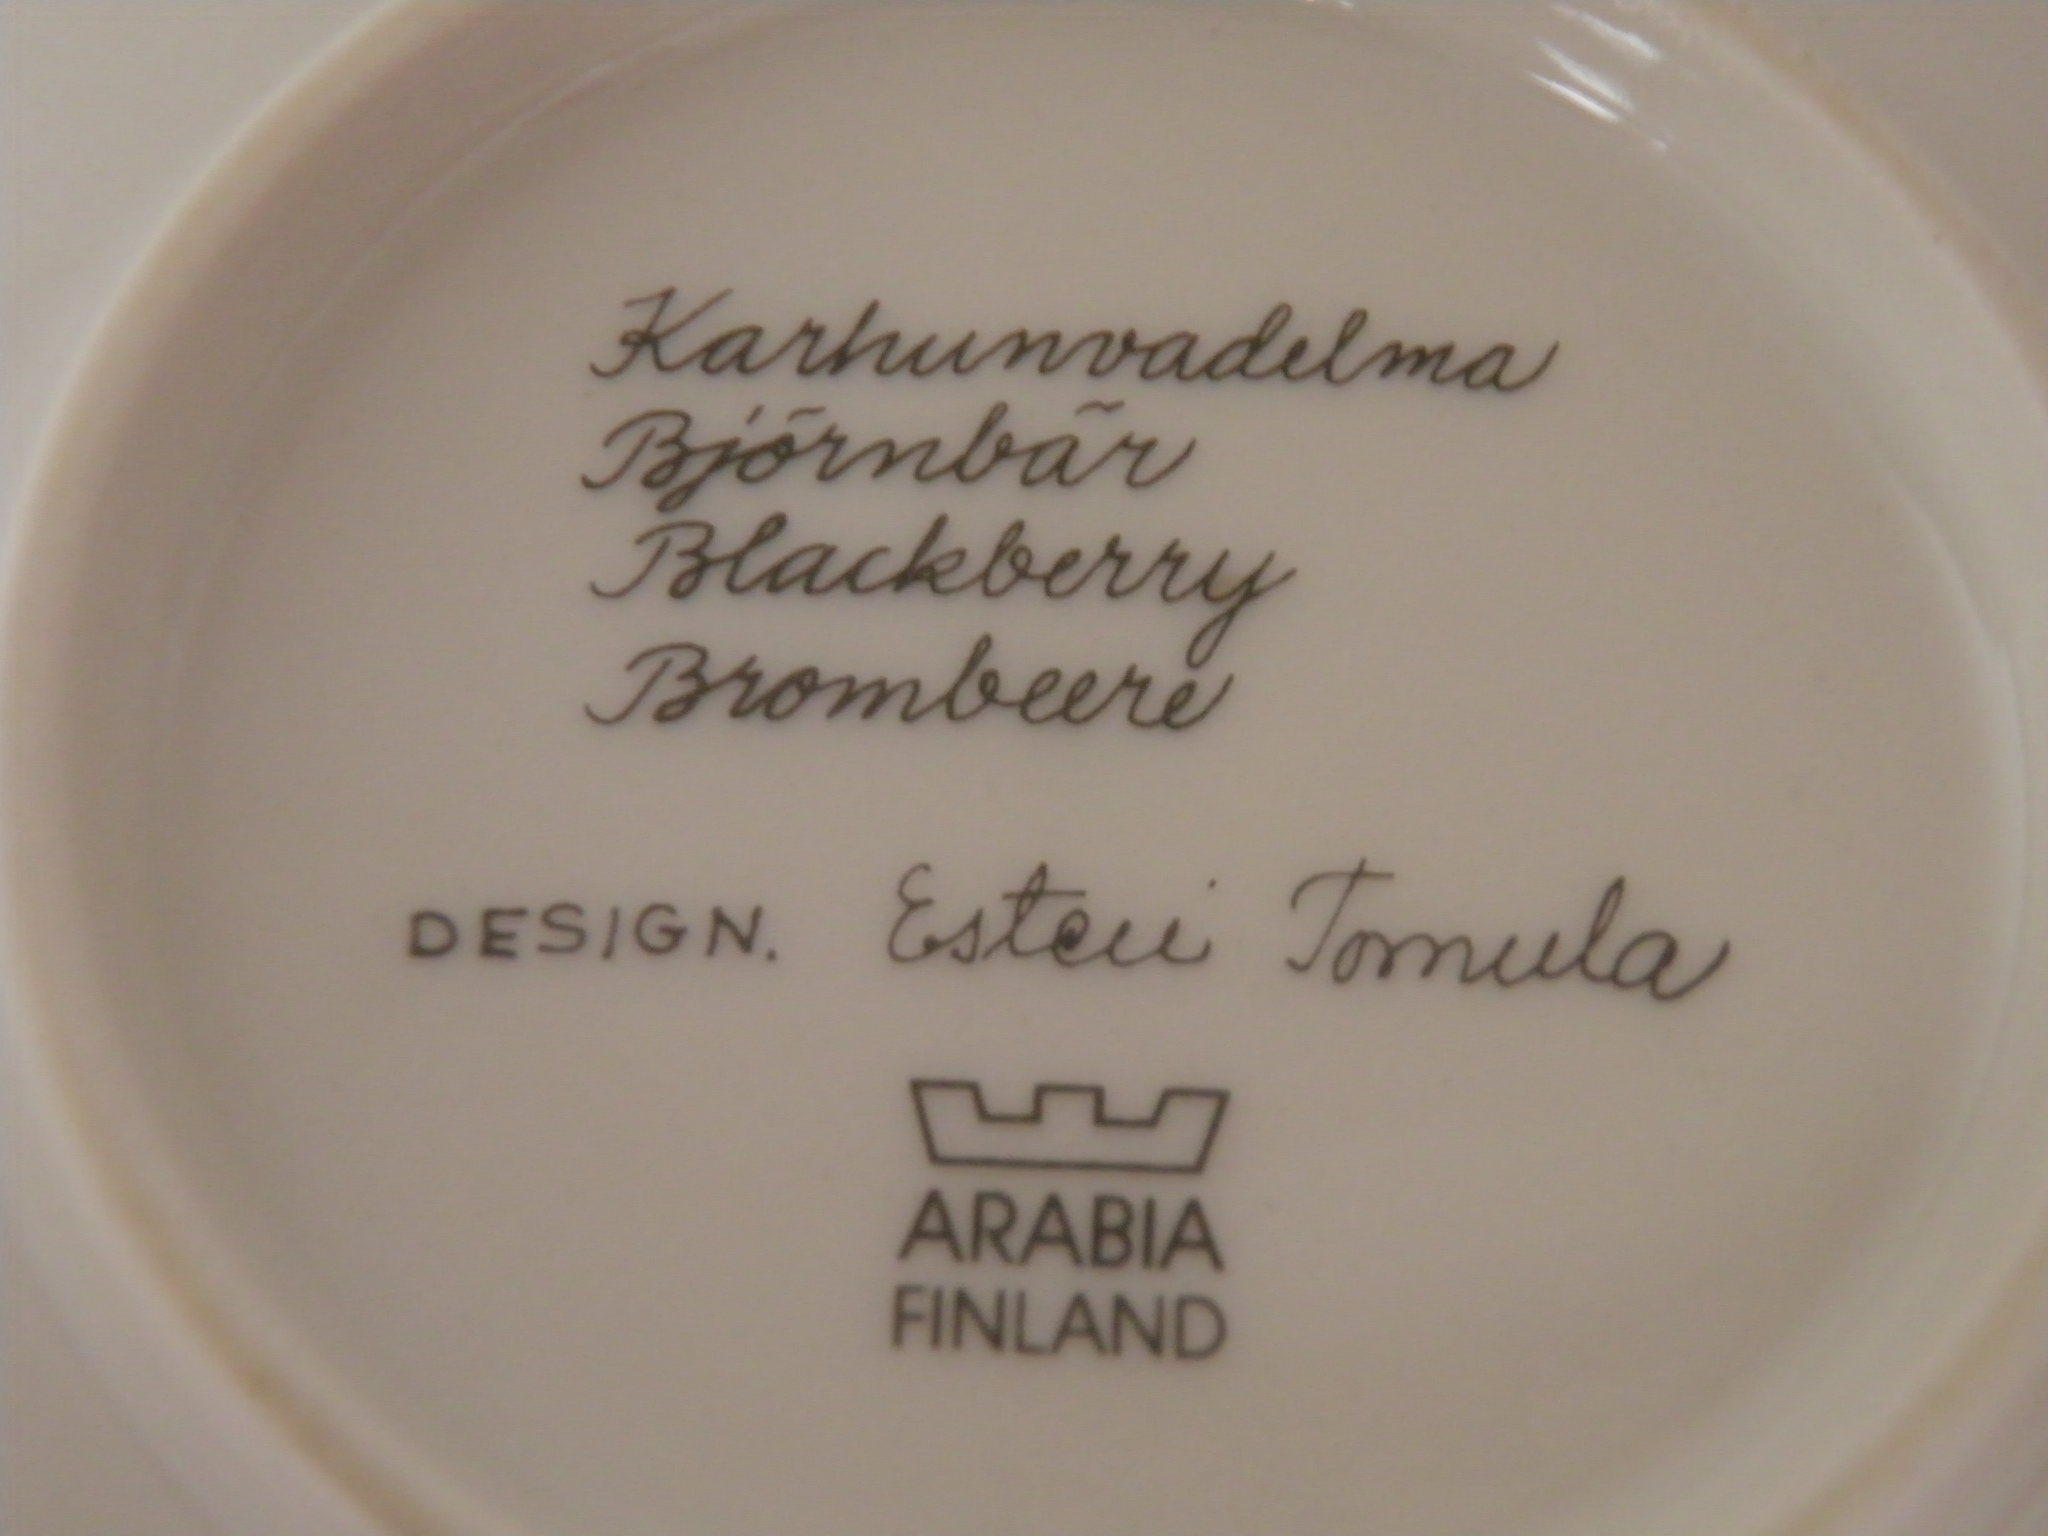 Karhunvadelma
Björnbär
Blackberry
Brombeere
DESIGN. Esteri Tomula
ARABIA
FINLAND